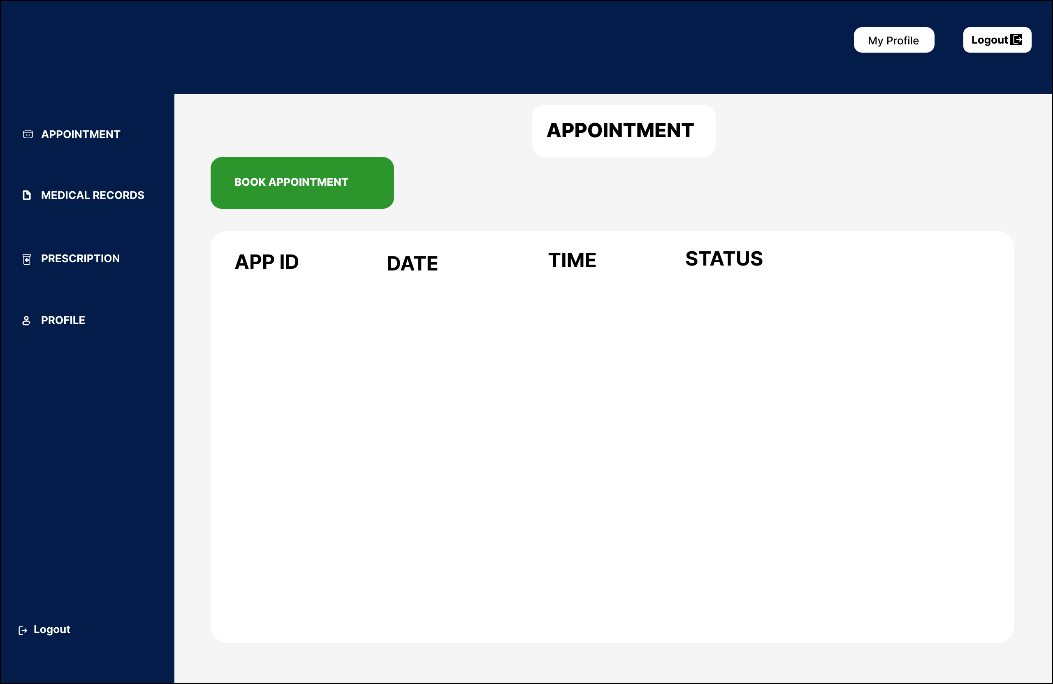 My Profile
Logout
APPOINTMENT
MEDICAL RECORDS
PRESCRIPTION
PROFILE
Logout
APPOINTMENT
BOOK APPOINTMENT
APP ID DATE TIME STATUS